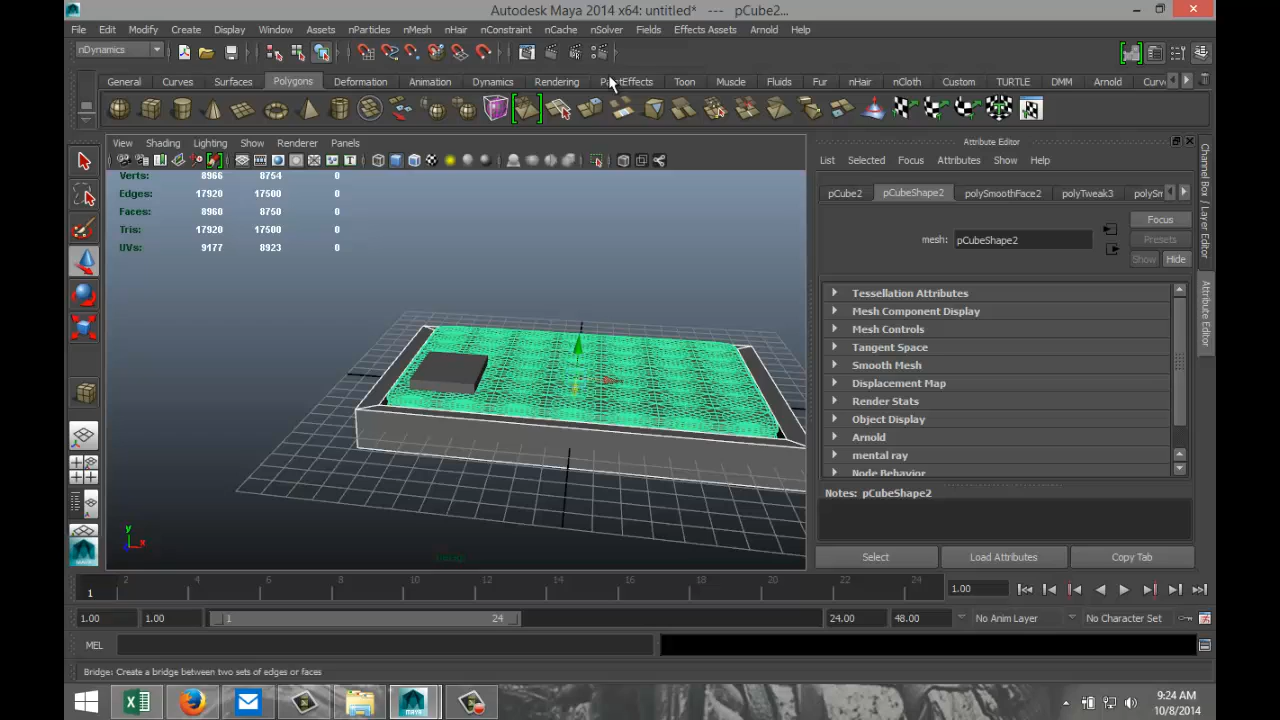 Autodesk Maya 2014 x64: untitled* --- pCube2...
File Edit Modify Create Display Window Assets nParticles nMesh nHair nConstraint nCache nSolver Fields Effects Assets Arnold Help
nDynamics
General Curves Surfaces Polygons Deformation Animation Dynamics Rendering PaintEffects Toon Muscle Fluids Fur nHair nCloth Custom TURTLE DMM Arnold Curv
View Shading Lighting Show Renderer Panels
Verts: 8966 8754 0
Edges: 17920 17500 0
Faces: 8960 8750 0
Tris: 17920 17500 0
UVs: 9177 8923 0
y
x
Attribute Editor
List Selected Focus Attributes Show Help
pCube2 pCubeShape2 polySmoothFace2 polyTweak3 polySm
Focus
mesh: pCubeShape2
Presets
Show Hide
Tessellation Attributes
Mesh Component Display
Mesh Controls
Tangent Space
Smooth Mesh
Displacement Map
Render Stats
Object Display
Arnold
mental ray
Node Behavior
Notes: pCubeShape2
Select Load Attributes Copy Tab
Channel Box / Layer Editor
Attribute Editor
2 4 6 8 10 12 14 16 18 20 22 24
1
1.00
1.00 1.00 1 24 24.00 48.00 No Anim Layer No Character Set
MEL
Bridge: Create a bridge between two sets of edges or faces
9:24 AM
10/8/2014